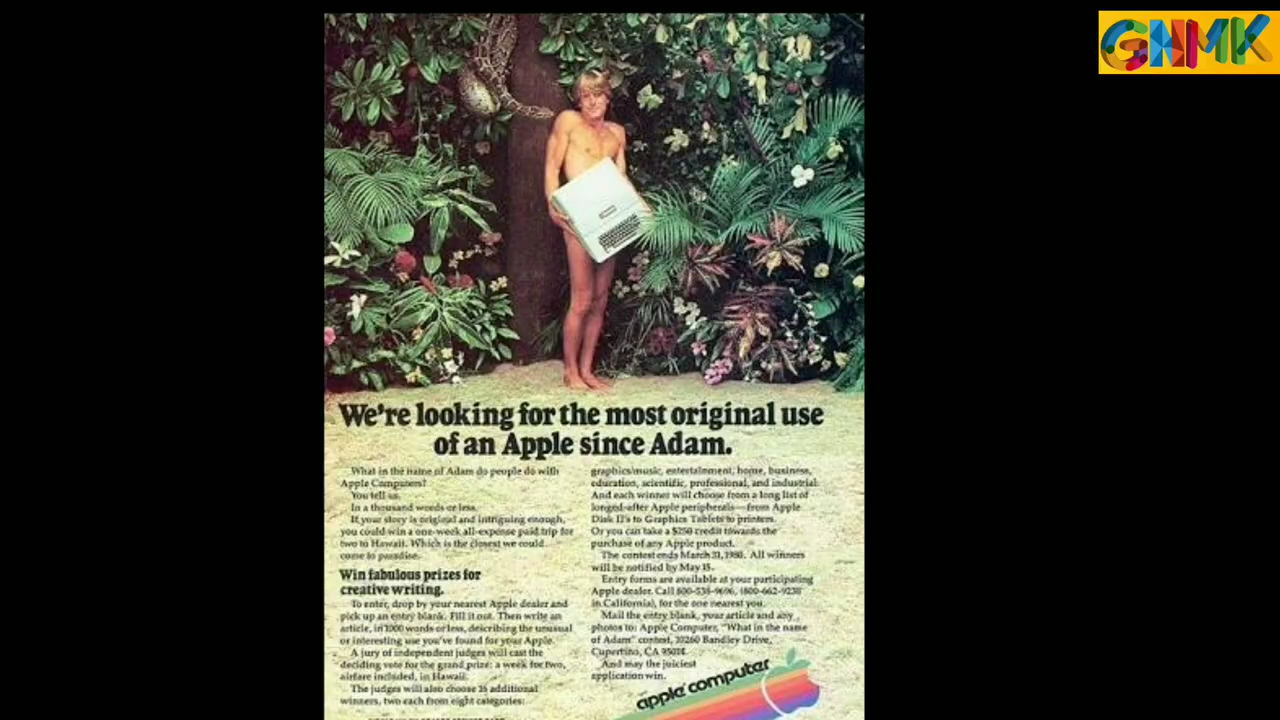 GNMK
We're looking for the most original use
of an Apple since Adam.
What in the name of Adam do people do with
Apple Computers?
You tell us.
In a thousand words or less.
If your story is original and intriguing enough,
you could win a one-week all-expense paid trip for
two to Hawaii. Which is the closest we could
come to paradise.
Win fabulous prizes for
creative writing.
To enter, drop by your nearest Apple dealer and
pick up an entry blank. Fill it out. Then write an
article, in 1000 words or less, describing the unusual
or interesting use you've found for your Apple.
A jury of independent judges will cast the
deciding vote for the grand prize: a week for two,
airfare included, in Hawaii.
The judges will also choose 16 additional
winners, two each from eight categories:
graphics/music, entertainment, home, business,
education, scientific, professional, and industrial.
And each winner will choose from a long list of
longed-after Apple peripherals—from Apple
Disk II's to Graphics Tablets to printers.
Or you can take a $250 credit towards the
purchase of any Apple product.
The contest ends March 31, 1980. All winners
will be notified by May 15.
Entry forms are available at your participating
Apple dealer. Call 800-538-9696, (800-662-9238
in California), for the one nearest you.
Mail the entry blank, your article and any
photos to: Apple Computer, "What in the name
of Adam" contest, 10260 Bandley Drive,
Cupertino, CA 95014.
And may the juiciest
application win.
apple computer